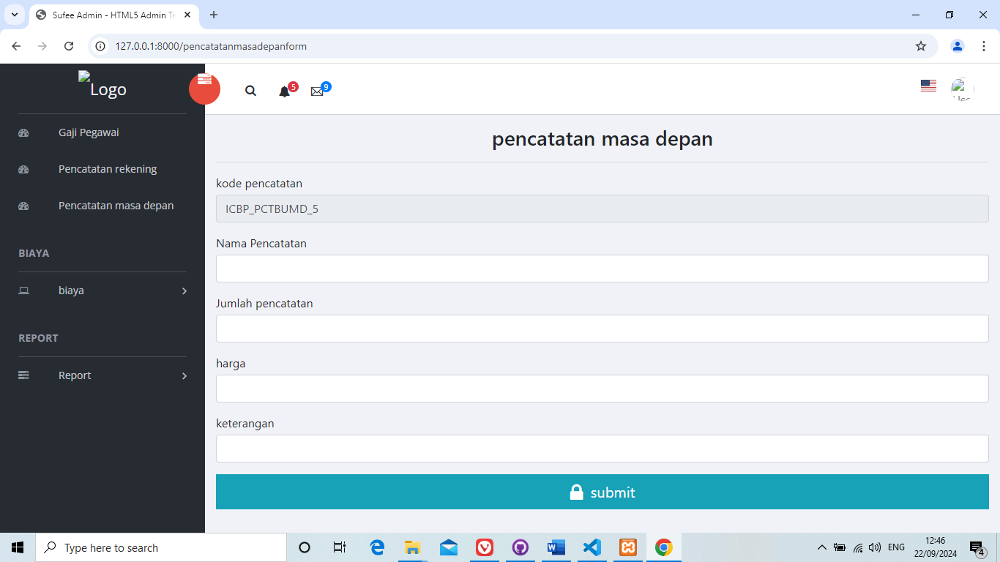 Sufee Admin - HTML5 Admin Te
127.0.0.1:8000/pencatatanmasadepanform
Logo
5
9
Gaji Pegawai
Pencatatan rekening
Pencatatan masa depan
BIAYA
biaya
REPORT
Report
pencatatan masa depan
kode pencatatan
ICBP_PCTBUMD_5
Nama Pencatatan
Jumlah pencatatan
harga
keterangan
submit
Type here to search
ENG
12:46
22/09/2024
4